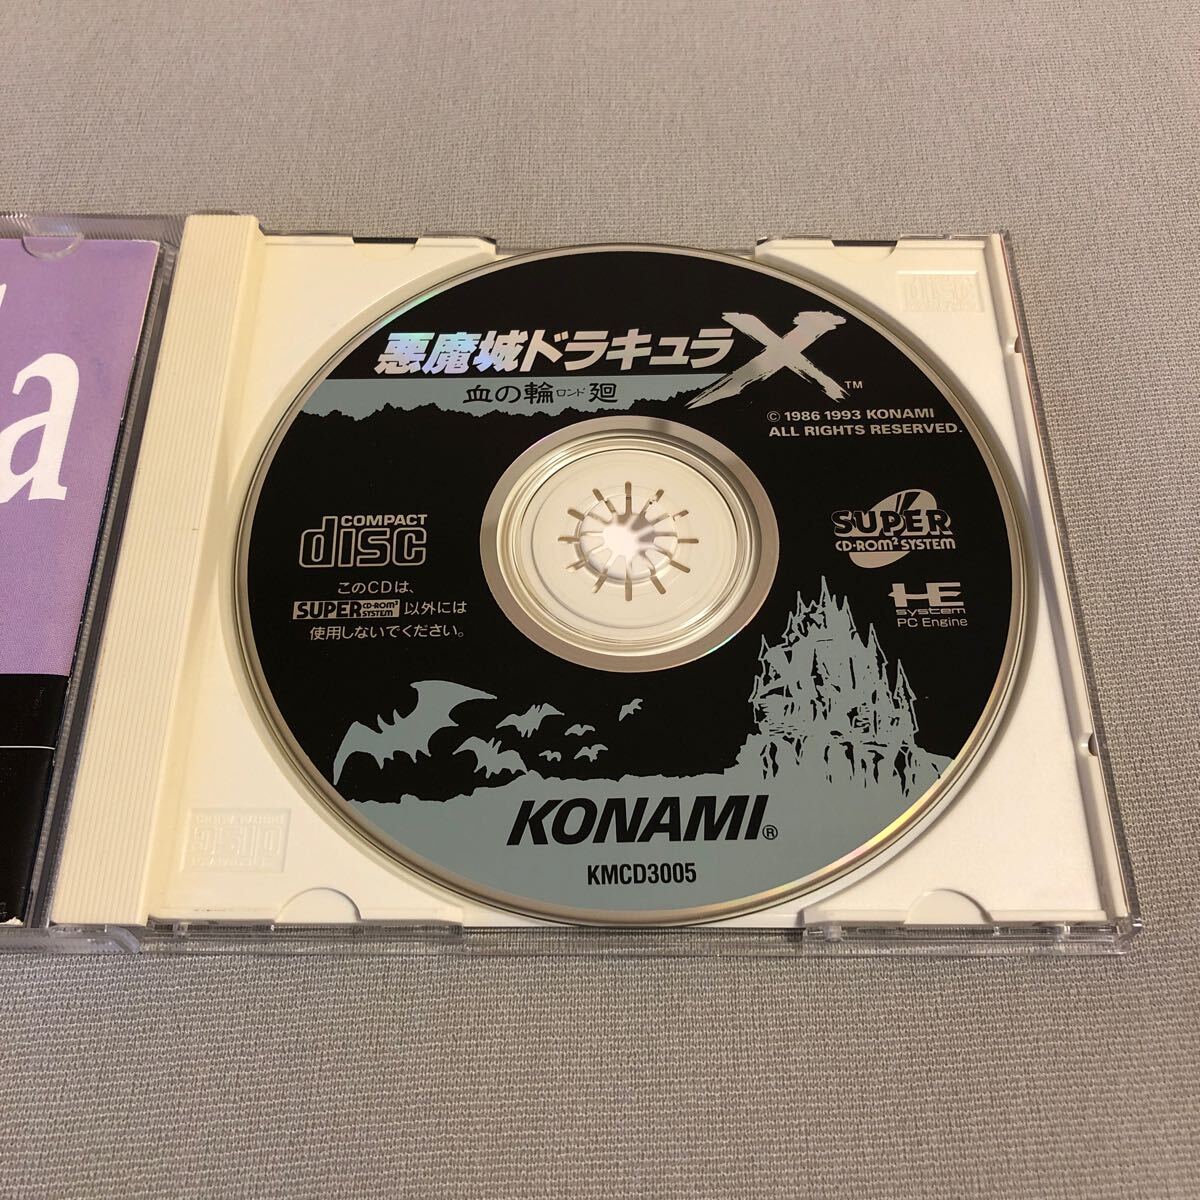 a
悪魔城ドラキュラX™
血の輪ロンド廻
© 1986 1993 KONAMI
ALL RIGHTS RESERVED.
COMPACT
disc
このCDは、
SUPER CD-ROM² SYSTEM 以外には
使用しないでください。
SUPER
CD-ROM² SYSTEM
HE
system
PC Engine
KONAMI®
KMCD3005
disc